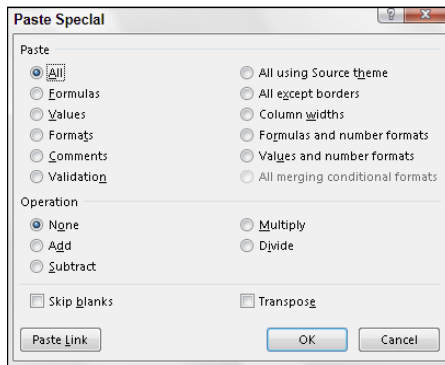 Paste Special
Paste
All
All using Source theme
Formulas
All except borders
Values
Column widths
Formats
Formulas and number formats
Comments
Values and number formats
Validation
All merging conditional formats
Operation
None
Multiply
Add
Divide
Subtract
Skip blanks
Transpose
Paste Link
OK
Cancel